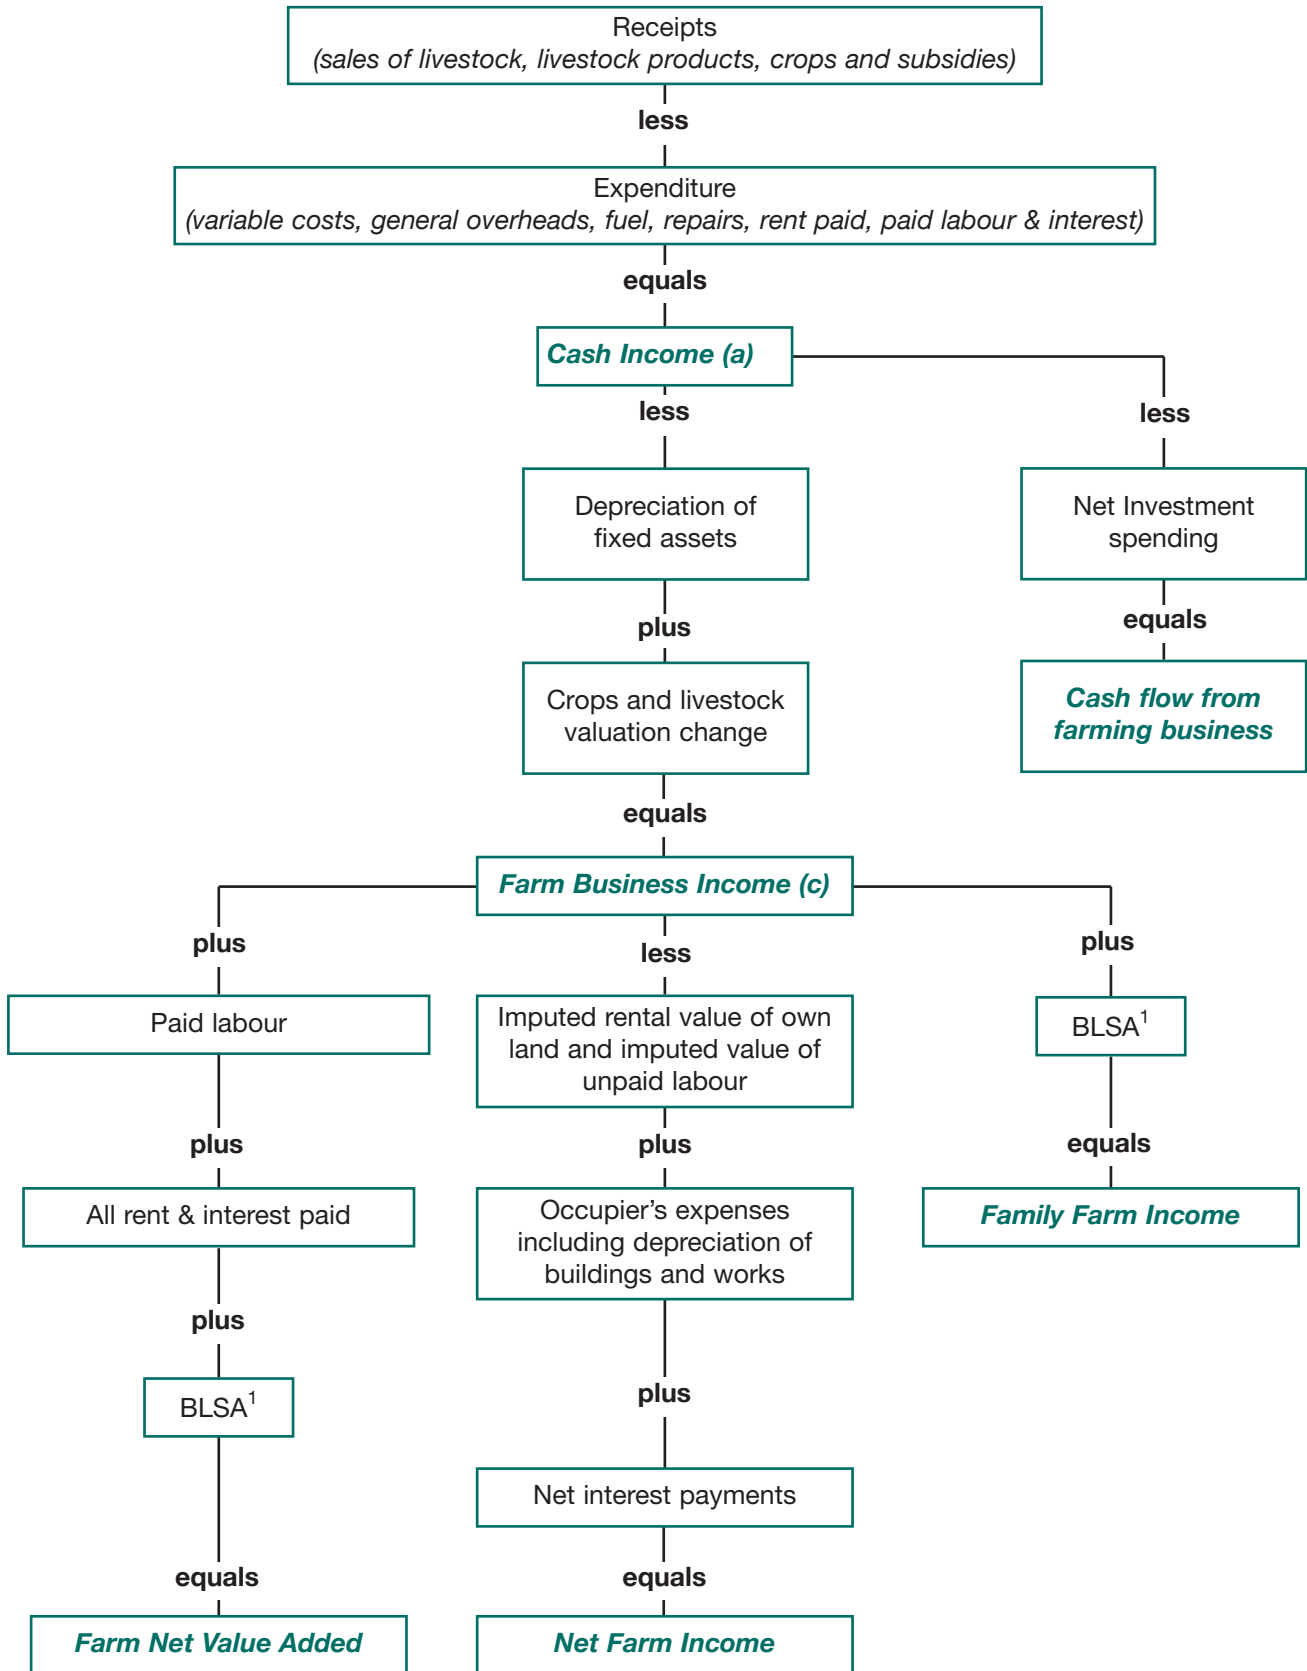 Receipts
(sales of livestock, livestock products, crops and subsidies)
less
Expenditure
(variable costs, general overheads, fuel, repairs, rent paid, paid labour & interest)
equals
Cash Income (a)
less
less
Depreciation of
fixed assets
Net Investment
spending
plus
equals
Crops and livestock
valuation change
Cash flow from
farming business
equals
Farm Business Income (c)
plus
less
plus
Paid labour
Imputed rental value of own
land and imputed value of
unpaid labour
BLSA¹
plus
plus
equals
All rent & interest paid
Occupier’s expenses
including depreciation of
buildings and works
Family Farm Income
plus
BLSA¹
plus
Net interest payments
equals
equals
Farm Net Value Added
Net Farm Income